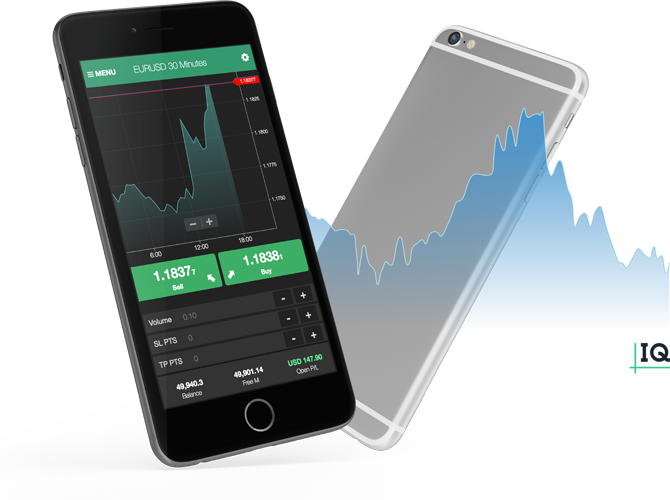 MENU EURUSD 30 Minutes
1.18377
1.1825
1.1800
1.1775
1.1750
6:00 12:00 18:00
1.18377 1.18381
Sell Buy
Volume 0.10 - +
SL PTS 0 - +
TP PTS 0 - +
49,940.3 49,901.14 USD 147.90
Balance Free M Open P/L
IQ